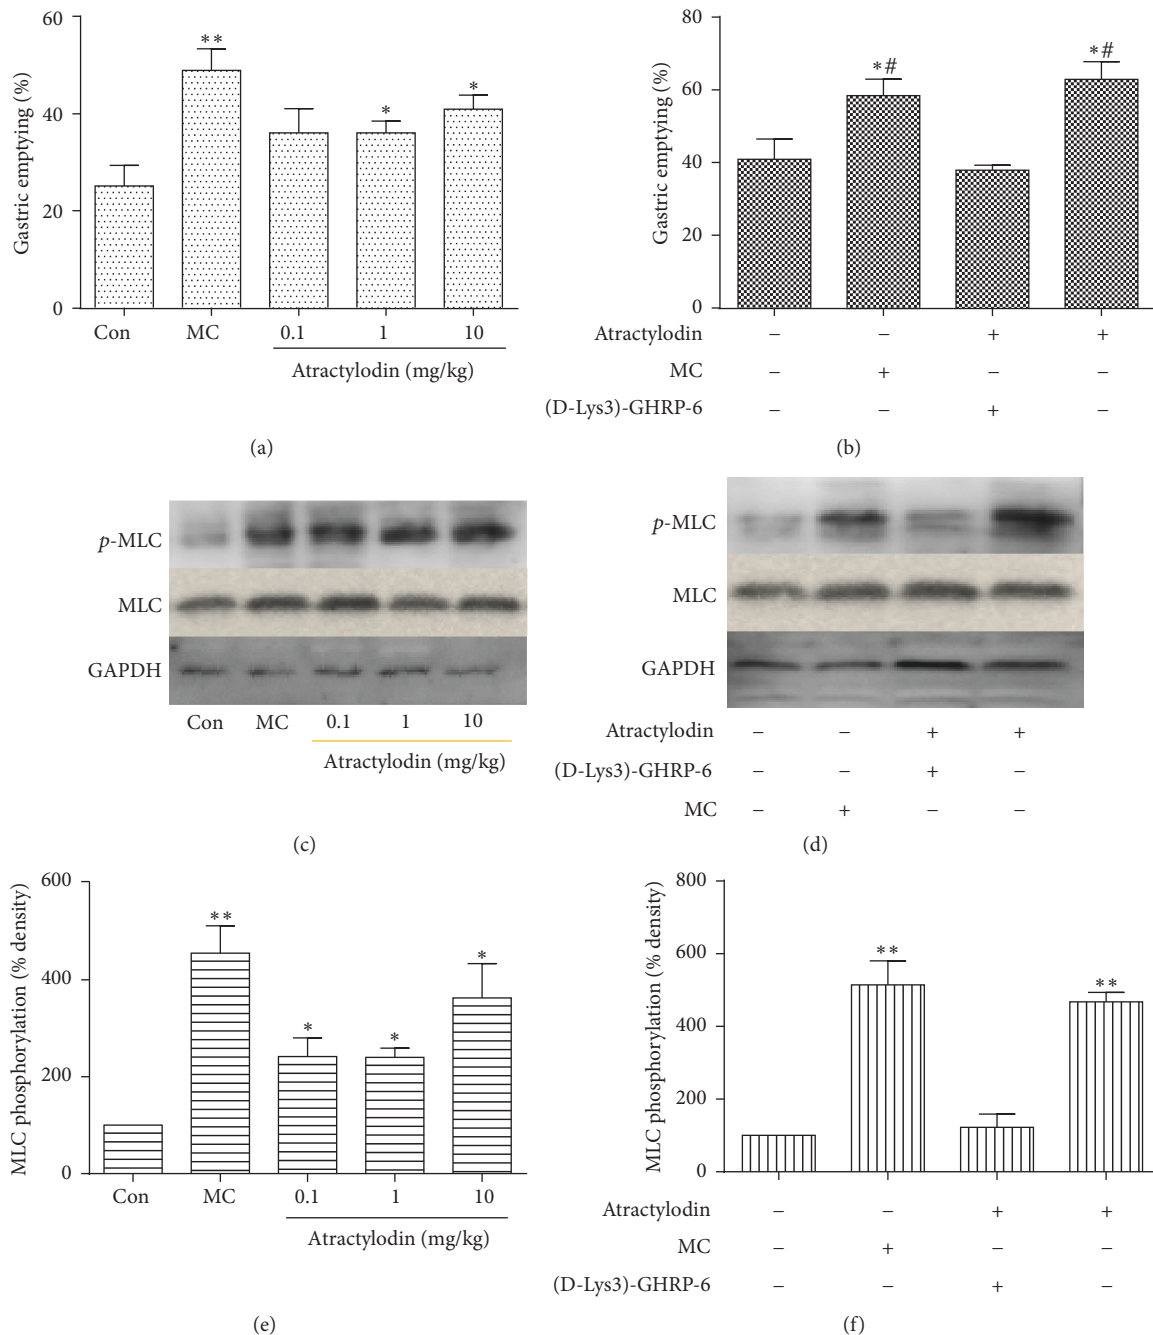 60
40
20
0
Gastric emptying (%)
**
*
*
Con MC 0.1 1 10
Atractylodin (mg/kg)
(a)
80
60
40
20
0
Gastric emptying (%)
*#
*#
Atractylodin − − + +
MC − + − −
(D-Lys3)-GHRP-6 − − + −
(b)
p-MLC
MLC
GAPDH
Con MC 0.1 1 10
Atractylodin (mg/kg)
(c)
p-MLC
MLC
GAPDH
Atractylodin − − + +
(D-Lys3)-GHRP-6 − − + −
MC − + − −
(d)
600
400
200
0
MLC phosphorylation (% density)
**
*
*
*
Con MC 0.1 1 10
Atractylodin (mg/kg)
(e)
800
600
400
200
0
MLC phosphorylation (% density)
**
**
Atractylodin − − + +
MC − + − −
(D-Lys3)-GHRP-6 − − + −
(f)